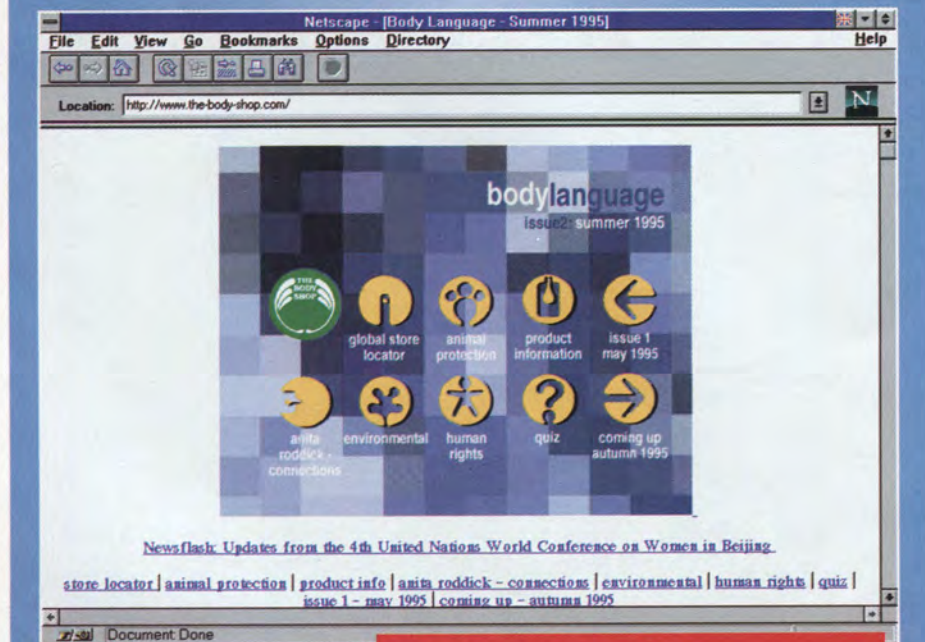 Netscape - [Body Language - Summer 1995]
File Edit View Go Bookmarks Options Directory Help
Location: http://www.the-body-shop.com/ N
bodylanguage
issue2: summer 1995
THE
BODY
SHOP
global store
locator
animal
protection
product
information
issue 1
may 1995
anita
roddick -
connections
environmental
human
rights
quiz
coming up
autumn 1995
Newsflash: Updates from the 4th United Nations World Conference on Women in Beijing
store locator | animal protection | product info | anita roddick - connections | environmental | human rights | quiz |
issue 1 - may 1995 | coming up - autumn 1995
Document: Done